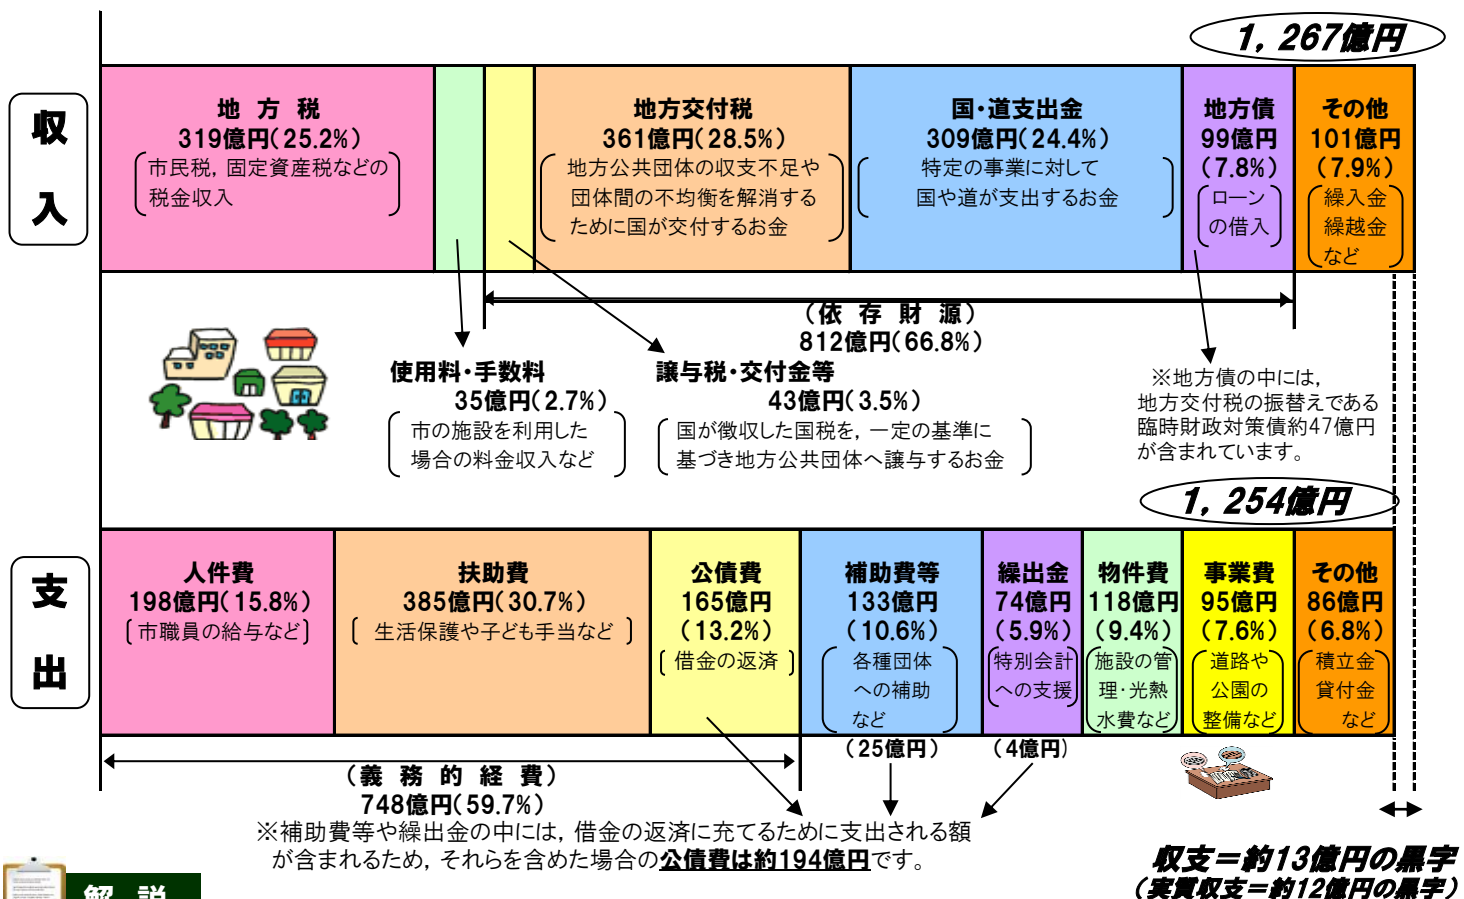 1，267億円
収
入
地 方 税
319億円（25.2%）
市民税，固定資産税などの
税金収入
地方交付税
361億円（28.5%）
地方公共団体の収支不足や
団体間の不均衡を解消する
ために国が交付するお金
国・道支出金
309億円（24.4%）
特定の事業に対して
国や道が支出するお金
地方債
99億円
（7.8%）
ローン
の借入
その他
101億円
（7.9%）
繰入金
繰越金
など
（依 存 財 源）
812億円（66.8%）
使用料・手数料
35億円（2.7%）
市の施設を利用した
場合の料金収入など
譲与税・交付金等
43億円（3.5%）
国が徴収した国税を，一定の基準に
基づき地方公共団体へ譲与するお金
※地方債の中には，
地方交付税の振替えである
臨時財政対策債約47億円
が含まれています。
1，254億円
支
出
人件費
198億円（15.8%）
市職員の給与など
扶助費
385億円（30.7%）
生活保護や子ども手当など
公債費
165億円
（13.2%）
借金の返済
補助費等
133億円
（10.6%）
各種団体
への補助
など
（25億円）
繰出金
74億円
（5.9%）
特別会計
への支援
（4億円）
物件費
118億円
（9.4%）
施設の管
理・光熱
水費など
事業費
95億円
（7.6%）
道路や
公園の
整備など
その他
86億円
（6.8%）
積立金
貸付金
など
（義 務 的 経 費）
748億円（59.7%）
※補助費等や繰出金の中には，借金の返済に充てるために支出される額
が含まれるため，それらを含めた場合の公債費は約194億円です。
収支＝約13億円の黒字
（実質収支＝約12億円の黒字）
解 説